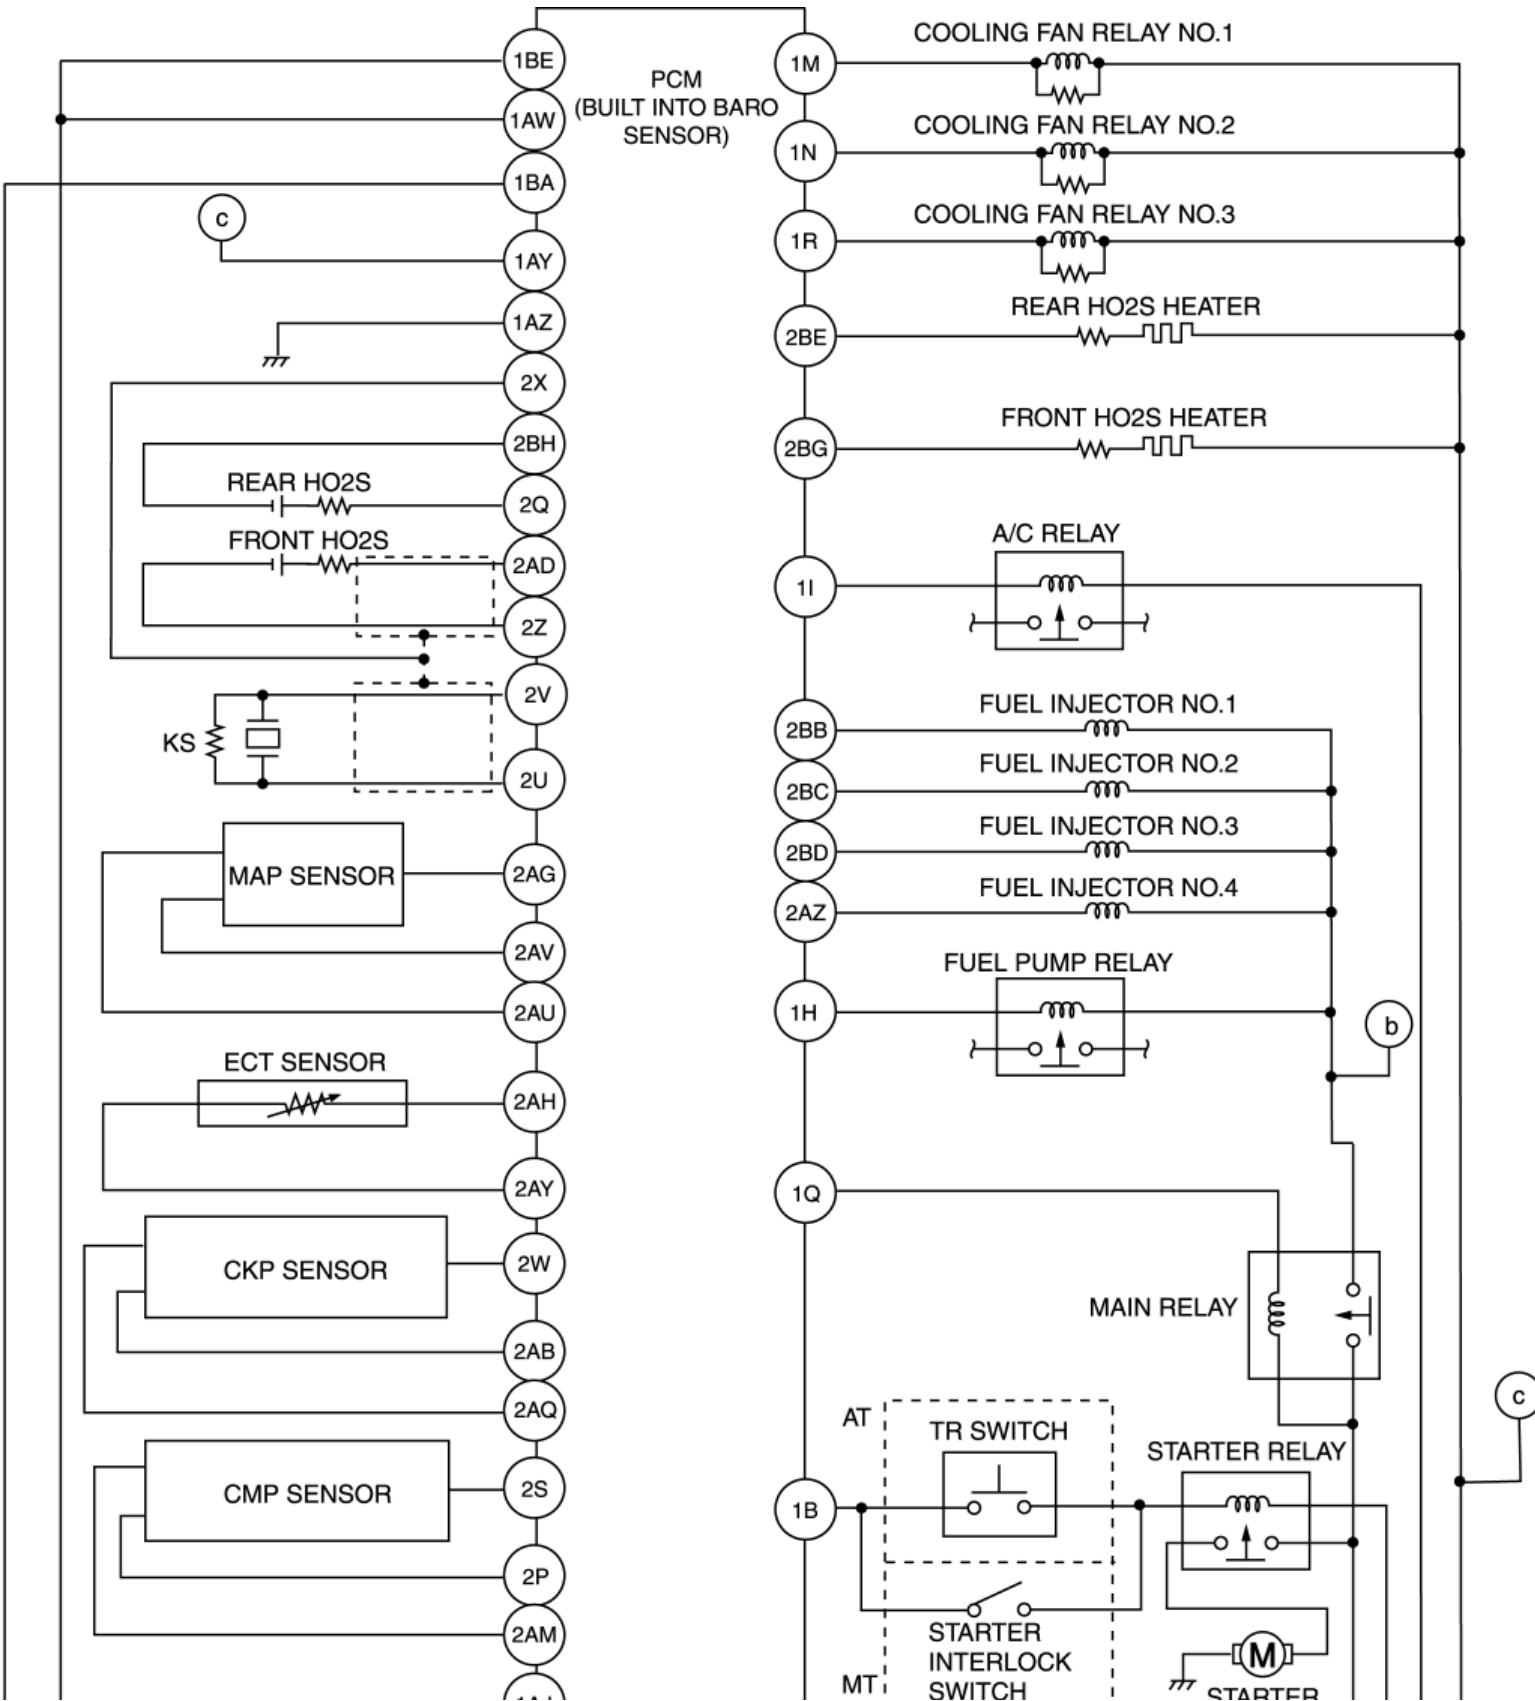 1BE
1AW
1BA
c
1AY
1AZ
2X
2BH
REAR HO2S
2Q
FRONT HO2S
2AD
2Z
2V
KS
2U
MAP SENSOR
2AG
2AV
2AU
ECT SENSOR
2AH
2AY
CKP SENSOR
2W
2AB
2AQ
CMP SENSOR
2S
2P
2AM
PCM
(BUILT INTO BARO
SENSOR)
COOLING FAN RELAY NO.1
1M
COOLING FAN RELAY NO.2
1N
COOLING FAN RELAY NO.3
1R
REAR HO2S HEATER
2BE
FRONT HO2S HEATER
2BG
A/C RELAY
1I
FUEL INJECTOR NO.1
2BB
FUEL INJECTOR NO.2
2BC
FUEL INJECTOR NO.3
2BD
FUEL INJECTOR NO.4
2AZ
FUEL PUMP RELAY
1H
b
1Q
MAIN RELAY
c
AT
TR SWITCH
STARTER RELAY
1B
STARTER
INTERLOCK
SWITCH
MT
M
STARTER